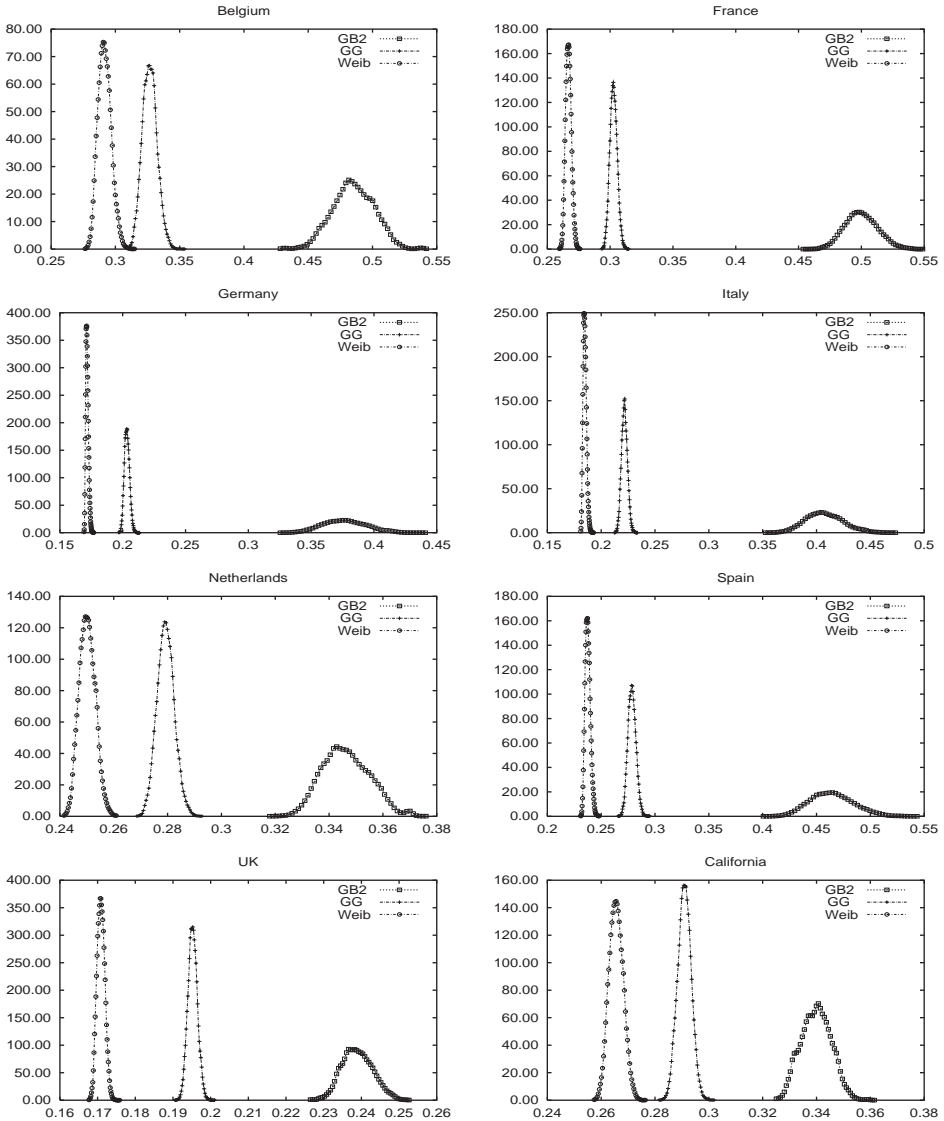 Belgium
80.00
70.00
60.00
50.00
40.00
30.00
20.00
10.00
0.00
0.25 0.3 0.35 0.4 0.45 0.5 0.55
GB2
GG
Weib
France
180.00
160.00
140.00
120.00
100.00
80.00
60.00
40.00
20.00
0.00
0.25 0.3 0.35 0.4 0.45 0.5 0.55
GB2
GG
Weib
Germany
400.00
350.00
300.00
250.00
200.00
150.00
100.00
50.00
0.00
0.15 0.2 0.25 0.3 0.35 0.4 0.45
GB2
GG
Weib
Italy
250.00
200.00
150.00
100.00
50.00
0.00
0.15 0.2 0.25 0.3 0.35 0.4 0.45 0.5
GB2
GG
Weib
Netherlands
140.00
120.00
100.00
80.00
60.00
40.00
20.00
0.00
0.24 0.26 0.28 0.3 0.32 0.34 0.36 0.38
GB2
GG
Weib
Spain
180.00
160.00
140.00
120.00
100.00
80.00
60.00
40.00
20.00
0.00
0.2 0.25 0.3 0.35 0.4 0.45 0.5 0.55
GB2
GG
Weib
UK
400.00
350.00
300.00
250.00
200.00
150.00
100.00
50.00
0.00
0.16 0.17 0.18 0.19 0.2 0.21 0.22 0.23 0.24 0.25 0.26
GB2
GG
Weib
California
160.00
140.00
120.00
100.00
80.00
60.00
40.00
20.00
0.00
0.24 0.26 0.28 0.3 0.32 0.34 0.36 0.38
GB2
GG
Weib